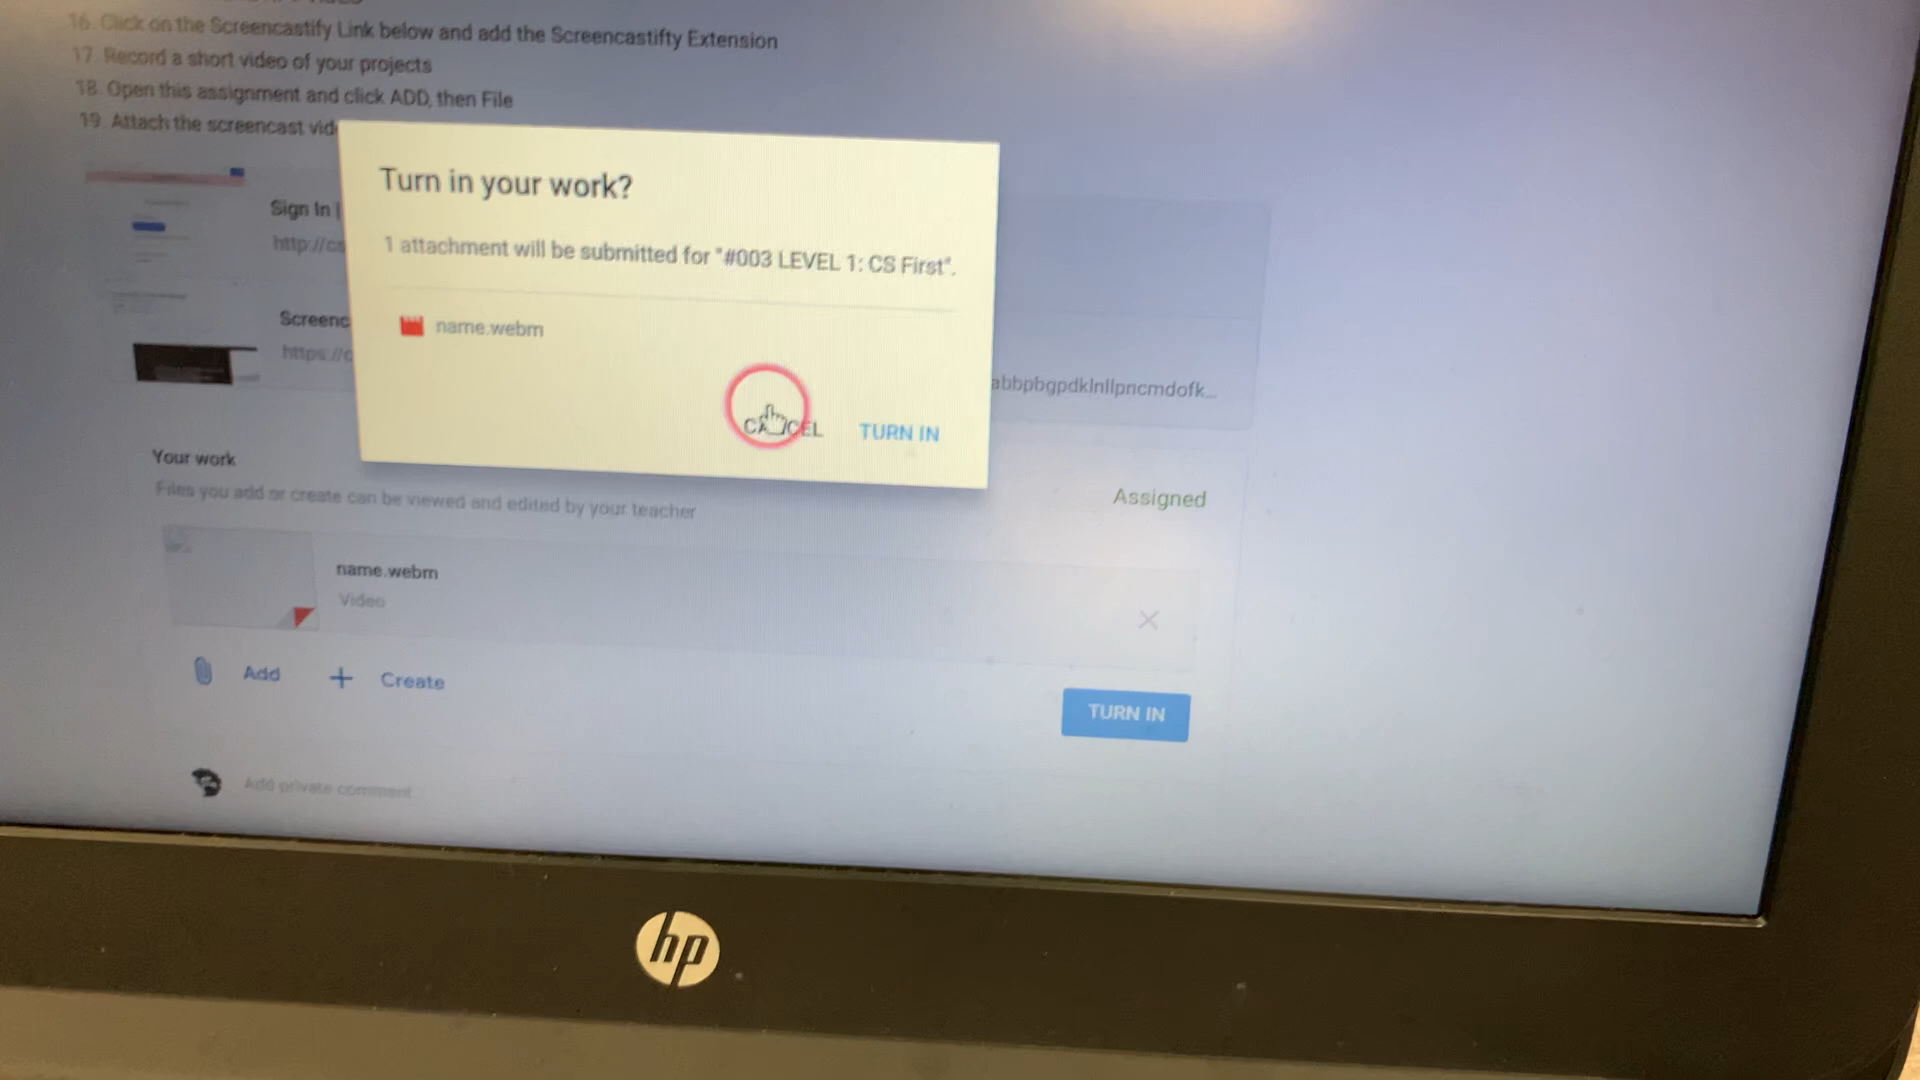 16. Click on the Screencastify Link below and add the Screencastifty Extension
17. Record a short video of your projects
18. Open this assignment and click ADD, then File
19. Attach the screencast
Turn in your work?
1 attachment will be submitted for "#003 LEVEL 1: CS First".
name.webm
CANCEL TURN IN
Sign In
http://cs
Screenc
https://c
abbpbgpdklnllpncmdofk...
Your work
Files you add or create can be viewed and edited by your teacher
Assigned
name.webm
Video
Add
Create
TURN IN
Add private comment
hp